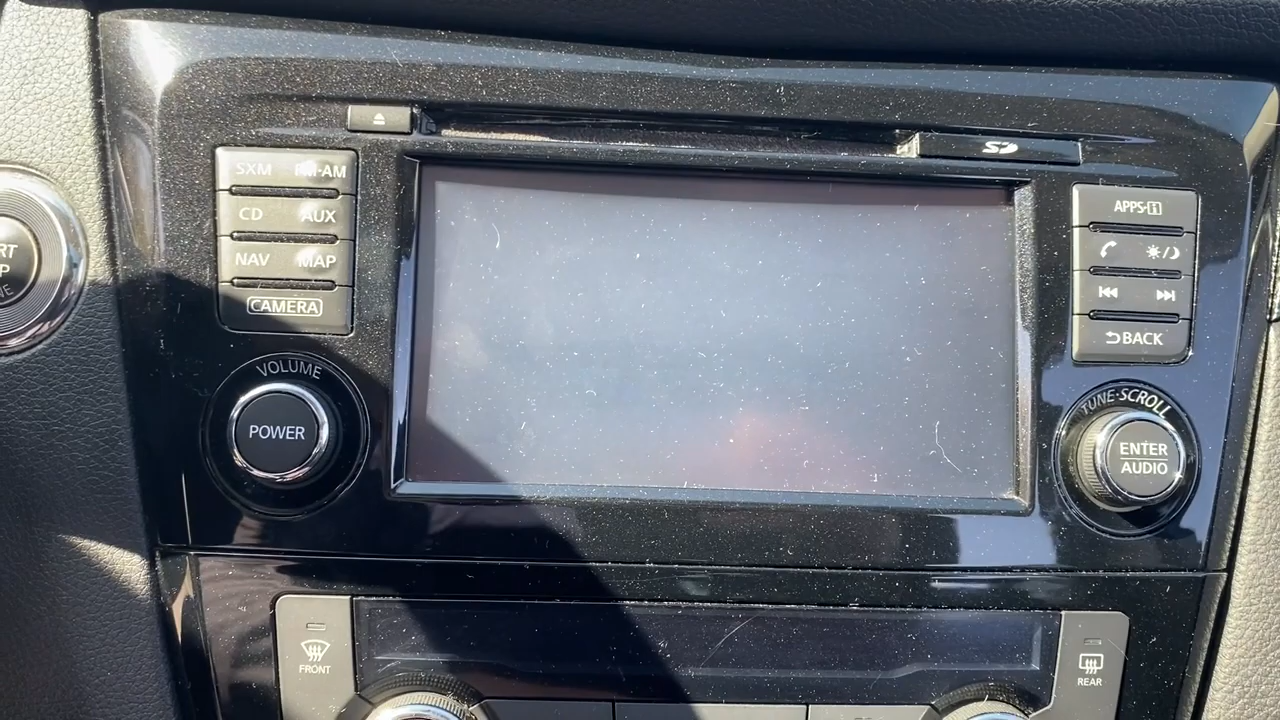 SD
SXM FM·AM
CD AUX
NAV MAP
CAMERA
VOLUME
POWER
APPS·i
BACK
TUNE·SCROLL
ENTER
AUDIO
FRONT
REAR